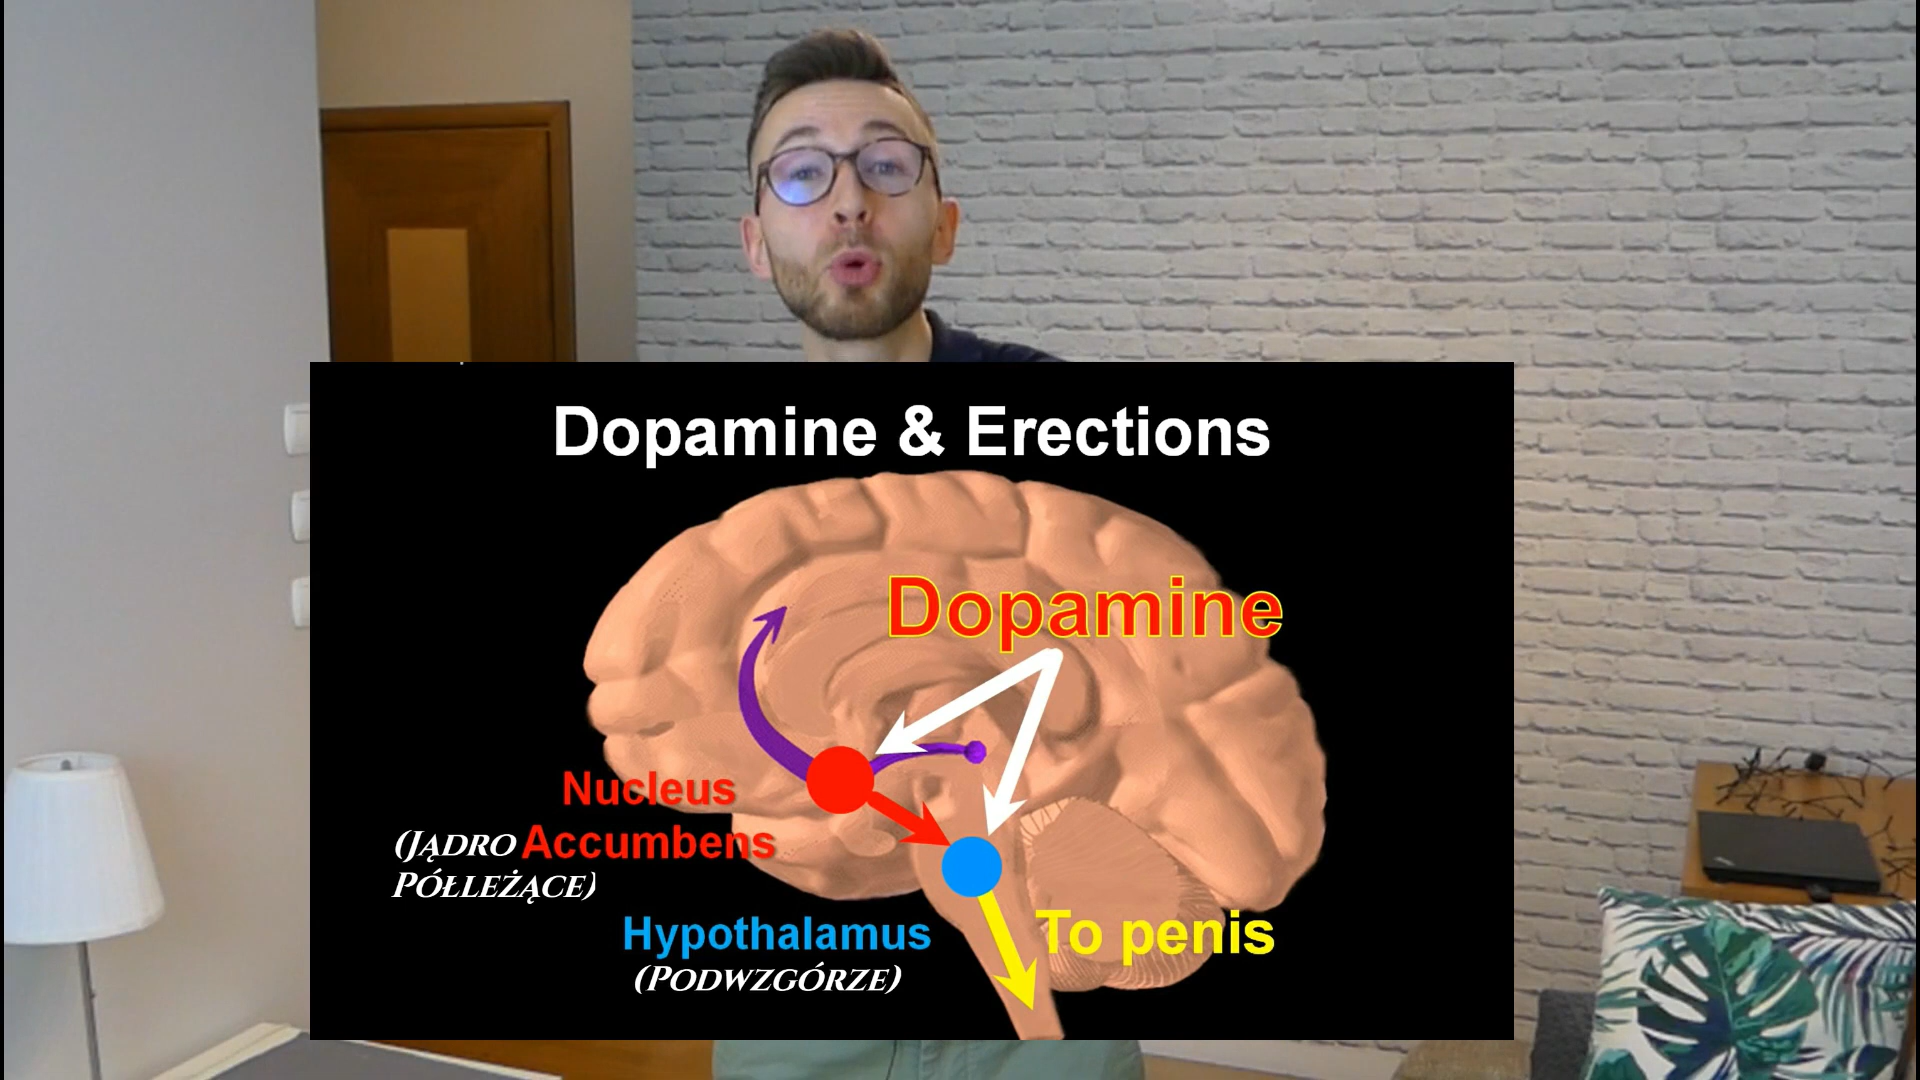 Dopamine & Erections
Dopamine
Nucleus
(JĄDRO Accumbens
PÓŁLEŻĄCE)
Hypothalamus
(PODWZGÓRZE)
To penis